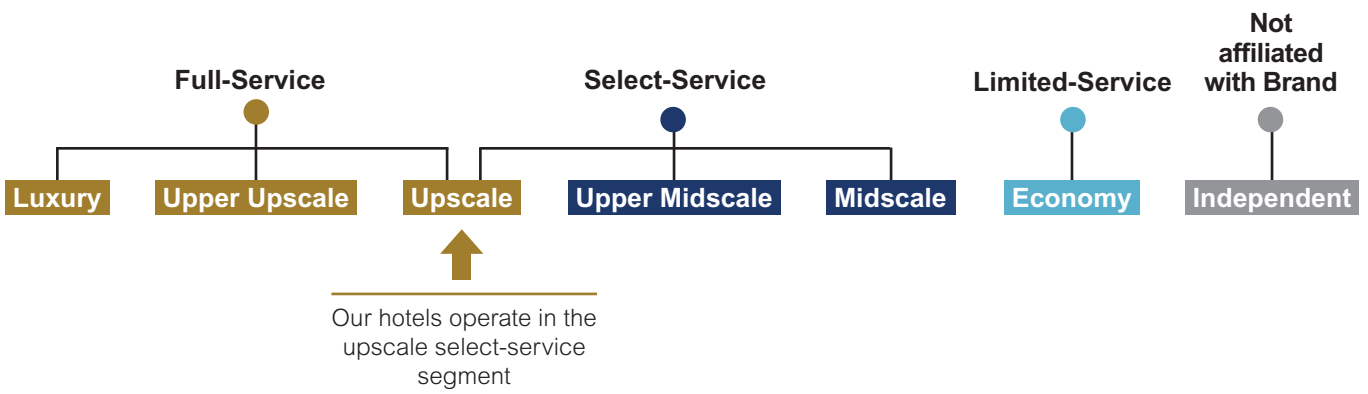 Not
affiliated
with Brand
Full-Service
Select-Service
Limited-Service
Luxury
Upper Upscale
Upscale
Upper Midscale
Midscale
Economy
Independent
Our hotels operate in the
upscale select-service
segment